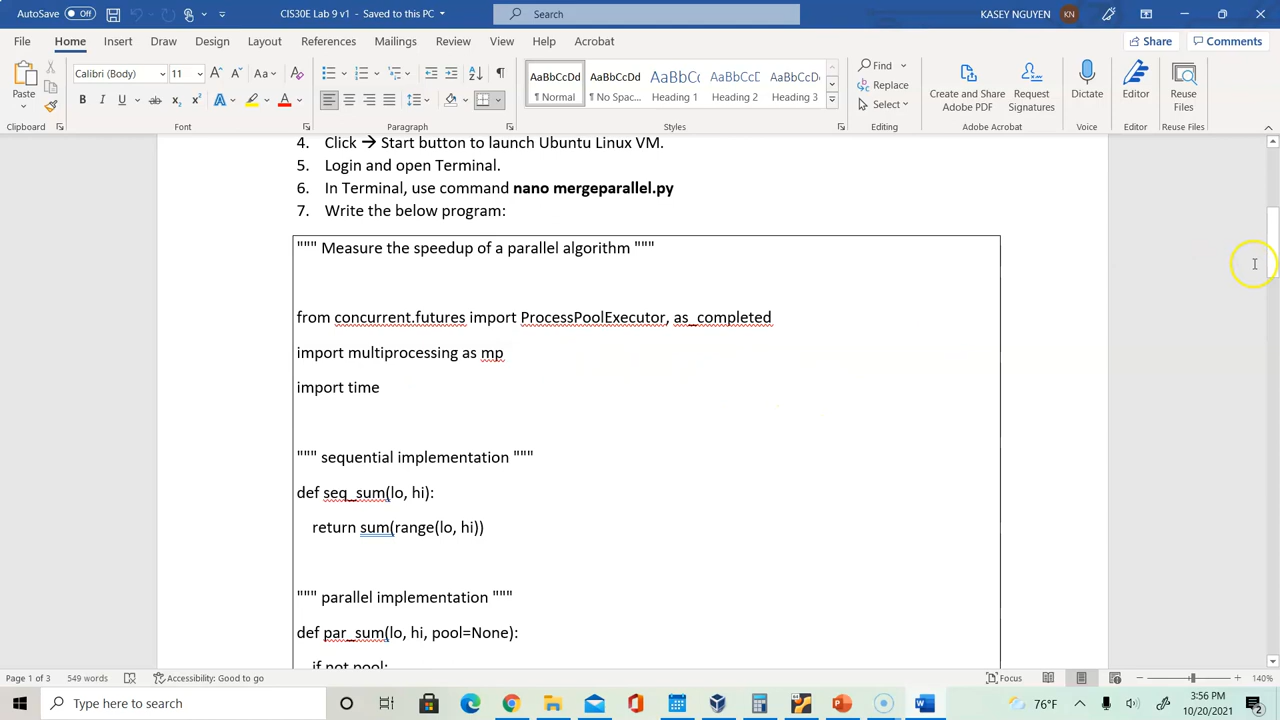 AutoSave Off
CIS30E Lab 9 v1 - Saved to this PC
Search
KASEY NGUYEN
KN
File Home Insert Draw Design Layout References Mailings Review View Help Acrobat
Share Comments
Paste
Calibri (Body) 11
AaBbCcDd AaBbCcDd AaBbCc AaBbCcD AaBbCcD
¶ Normal ¶ No Spac... Heading 1 Heading 2 Heading 3
Find
Replace
Select
Create and Share Adobe PDF
Request Signatures
Dictate
Editor
Reuse Files
Clipboard Font Paragraph Styles Editing Adobe Acrobat Voice Editor Reuse Files
4. Click → Start button to launch Ubuntu Linux VM.
5. Login and open Terminal.
6. In Terminal, use command nano mergeparallel.py
7. Write the below program:
""" Measure the speedup of a parallel algorithm """
from concurrent.futures import ProcessPoolExecutor, as_completed
import multiprocessing as mp
import time
""" sequential implementation """
def seq_sum(lo, hi):
return sum(range(lo, hi))
""" parallel implementation """
def par_sum(lo, hi, pool=None):
if not pool:
Page 1 of 3 549 words Accessibility: Good to go
Focus
140%
Type here to search
76°F
3:56 PM
10/20/2021
2